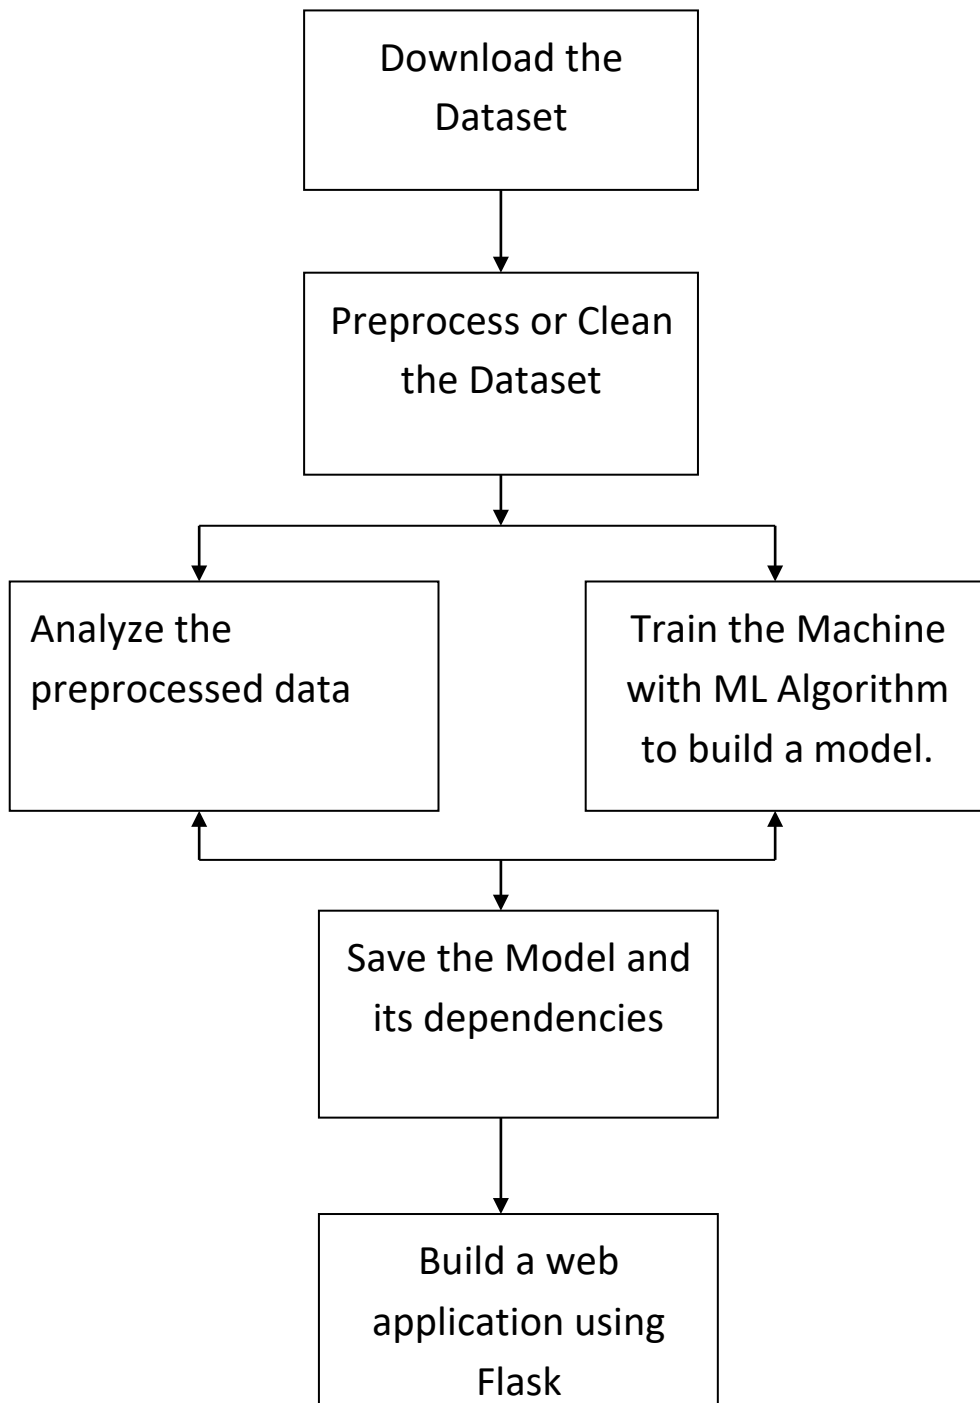 Download the
Dataset
Preprocess or Clean
the Dataset
Analyze the
preprocessed data
Train the Machine
with ML Algorithm
to build a model.
Save the Model and
its dependencies
Build a web
application using
Flask